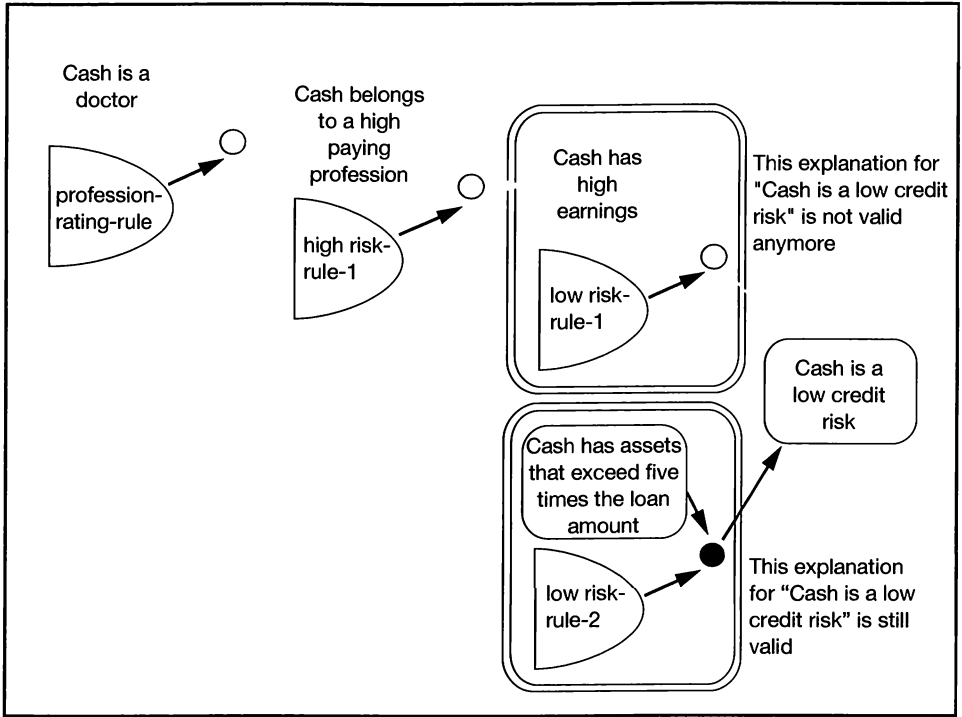 Cash is a
doctor
profession-
rating-rule
Cash belongs
to a high
paying
profession
high risk-
rule-1
Cash has
high
earnings
low risk-
rule-1
This explanation for
"Cash is a low credit
risk" is not valid
anymore
Cash is a
low credit
risk
Cash has assets
that exceed five
times the loan
amount
low risk-
rule-2
This explanation
for “Cash is a low
credit risk” is still
valid